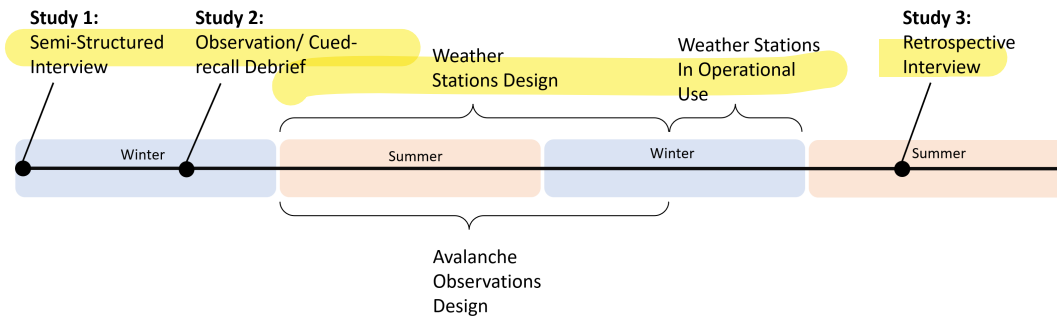 Study 1:
Semi-Structured
Interview
Study 2:
Observation/ Cued-
recall Debrief
Weather
Stations Design
Weather Stations
In Operational
Use
Study 3:
Retrospective
Interview
Winter
Summer
Winter
Summer
Avalanche
Observations
Design